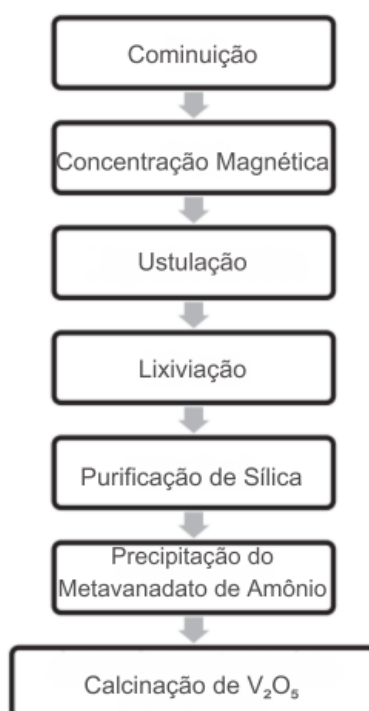 Cominuição
Concentração Magnética
Ustulação
Lixiviação
Purificação de Sílica
Precipitação do
Metavanadato de Amônio
Calcinação de V₂O₅